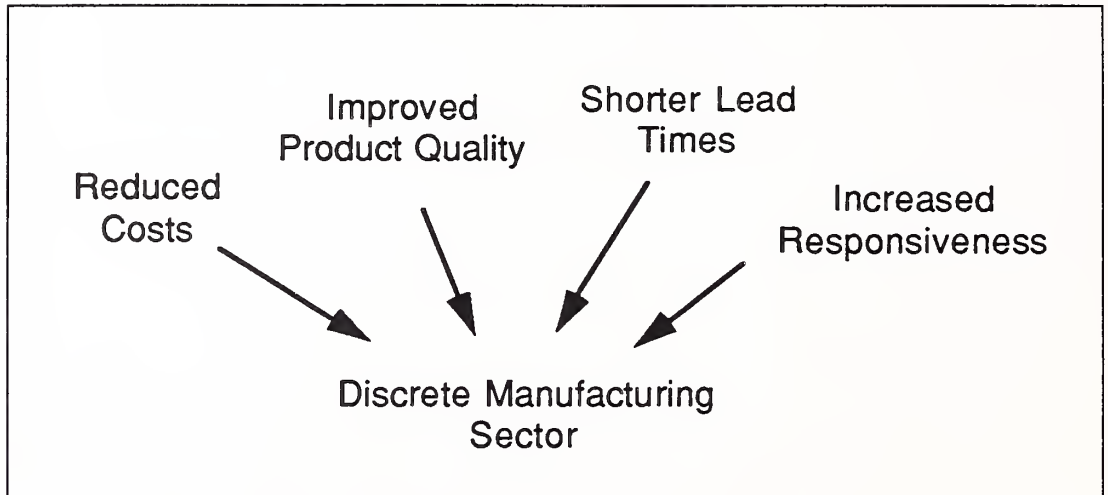 Reduced
Costs
Improved
Product Quality
Shorter Lead
Times
Increased
Responsiveness
Discrete Manufacturing
Sector